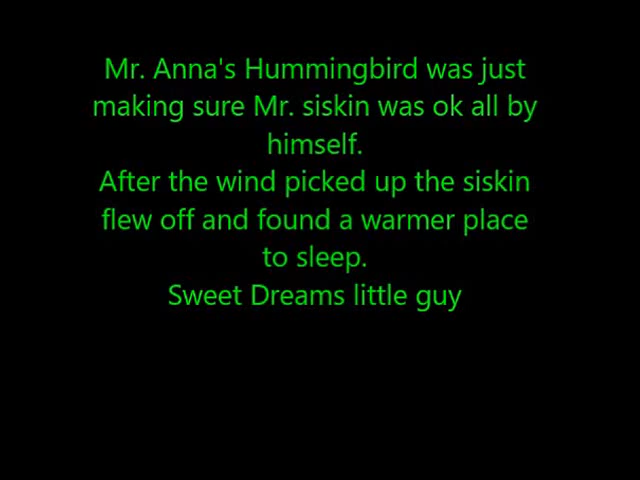 Mr. Anna's Hummingbird was just
making sure Mr. siskin was ok all by
himself.
After the wind picked up the siskin
flew off and found a warmer place
to sleep.
Sweet Dreams little guy